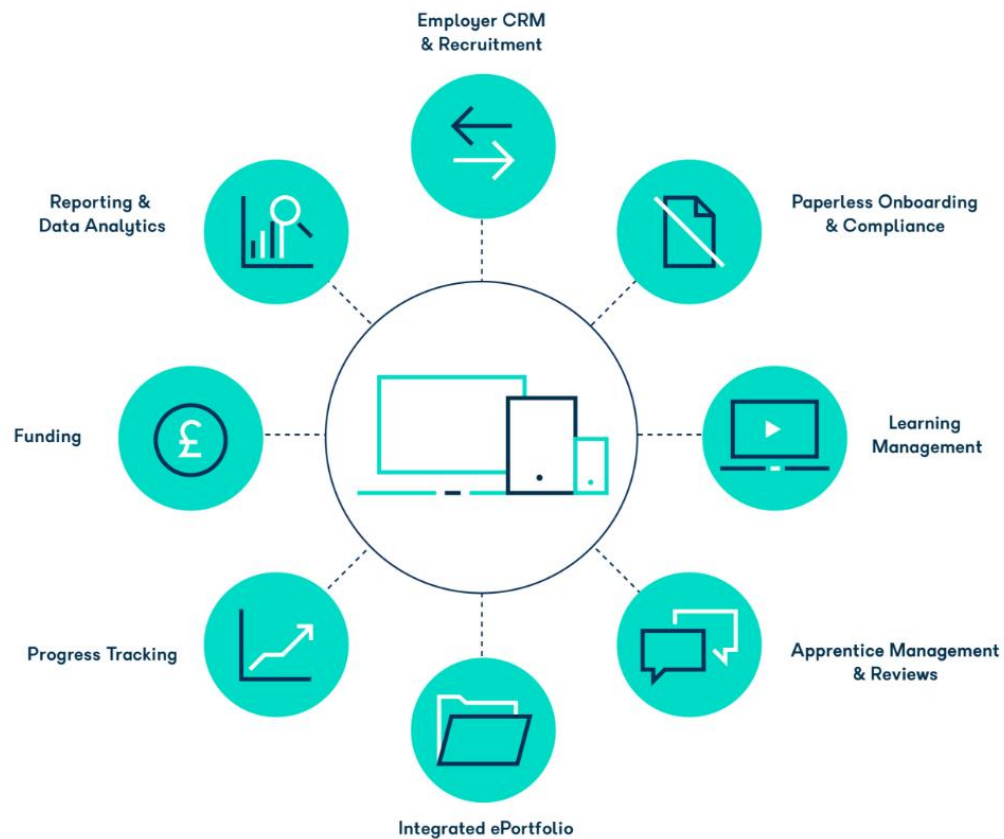 Employer CRM
& Recruitment
Paperless Onboarding
& Compliance
Learning
Management
Apprentice Management
& Reviews
Integrated ePortfolio
Progress Tracking
Funding
£
Reporting &
Data Analytics